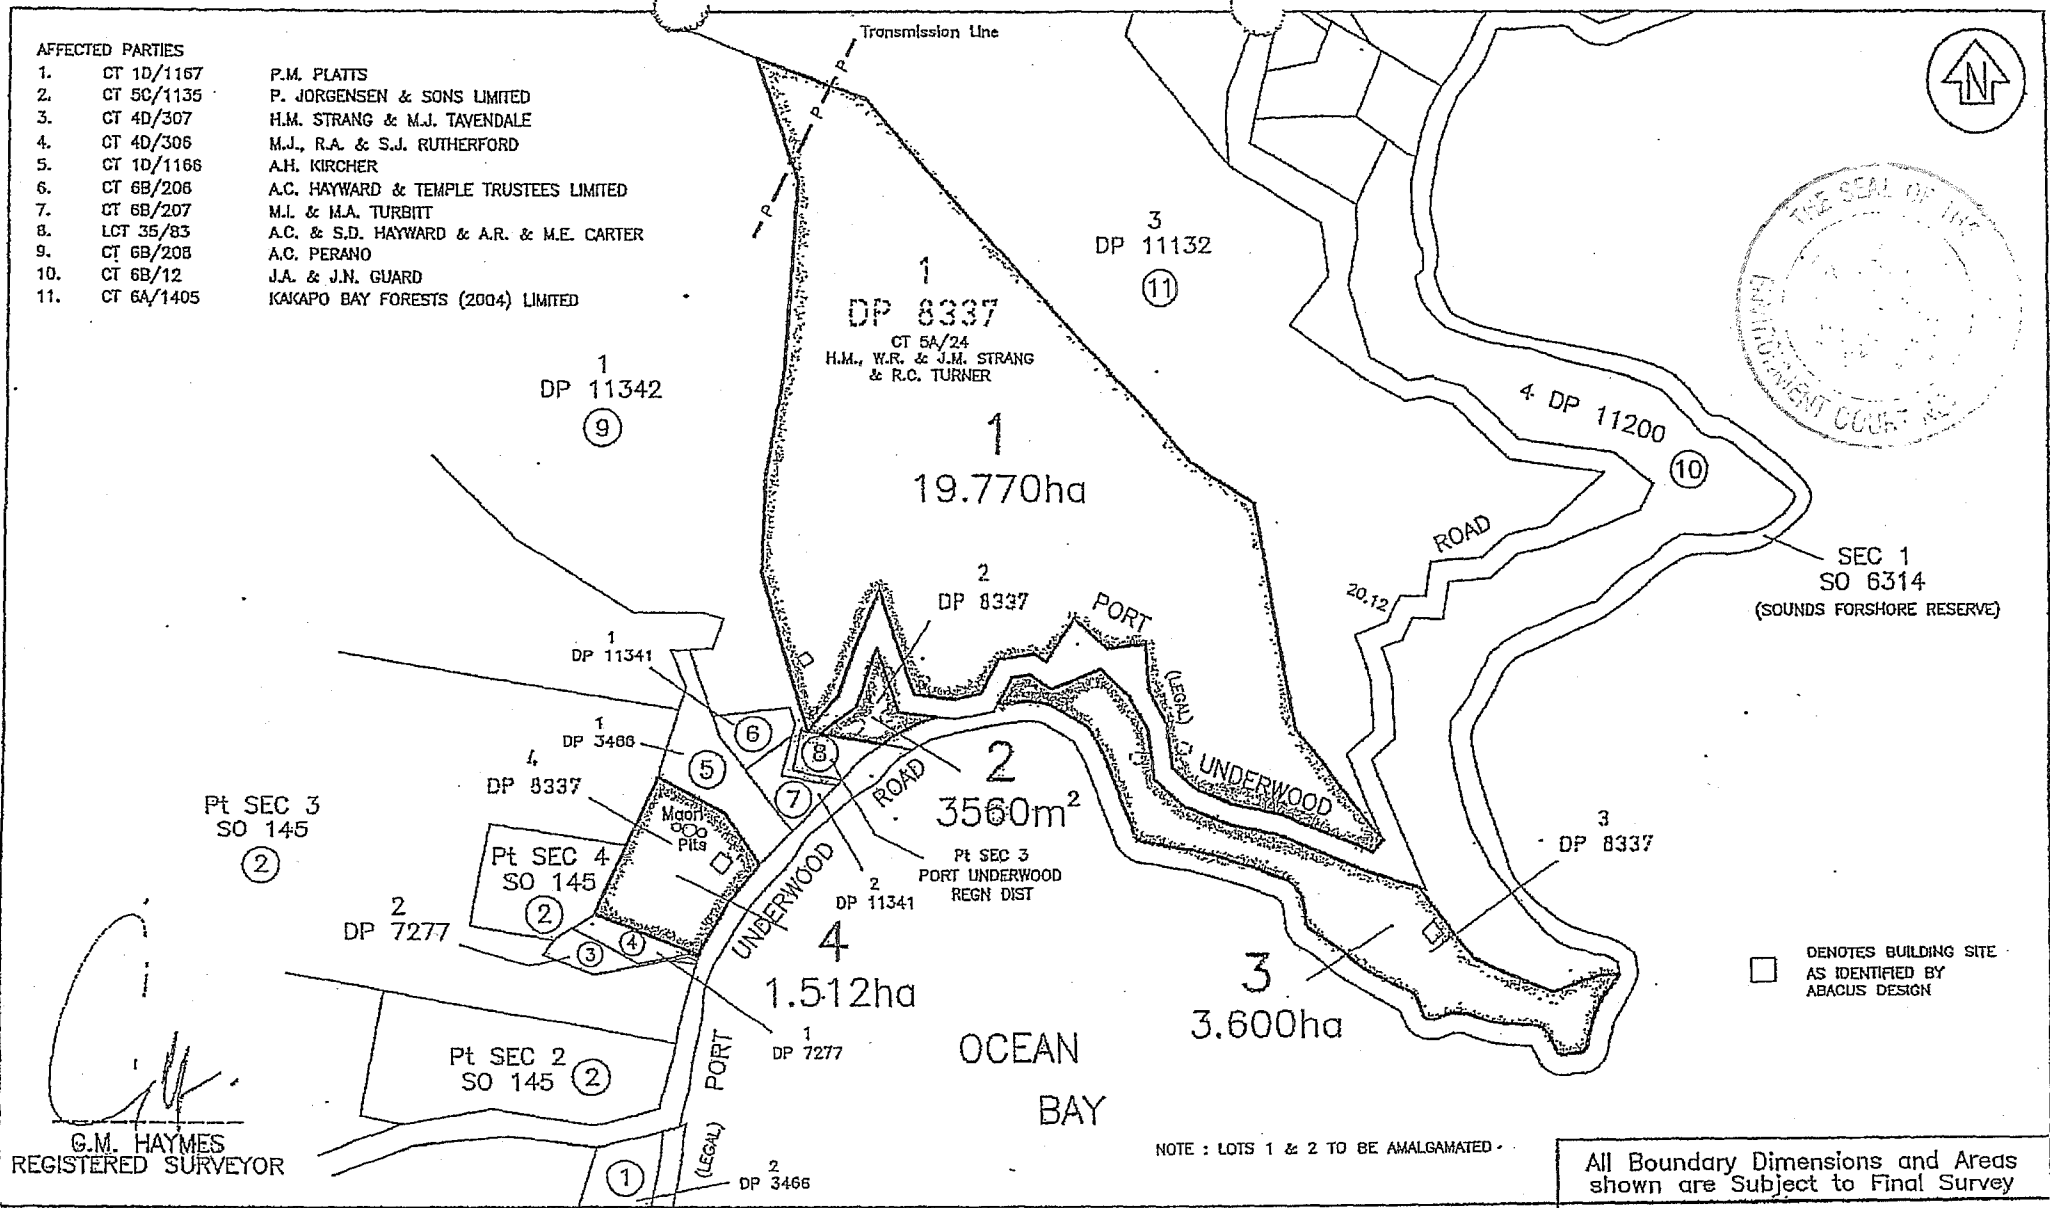 Transmission Line
AFFECTED PARTIES
1. CT 1D/1167 P.M. PLATTS
2. CT 5C/1135 P. JORGENSEN & SONS LIMITED
3. CT 4D/307 H.M. STRANG & M.J. TAVENDALE
4. CT 4D/306 M.J., R.A. & S.J. RUTHERFORD
5. CT 1D/1166 A.H. KIRCHER
6. CT 6B/206 A.C. HAYWARD & TEMPLE TRUSTEES LIMITED
7. CT 6B/207 M.I. & M.A. TURBITT
8. LCT 35/83 A.C. & S.D. HAYWARD & A.R. & M.E. CARTER
9. CT 6B/208 A.C. PERANO
10. CT 6B/12 J.A. & J.N. GUARD
11. CT 6A/1405 KAKAPO BAY FORESTS (2004) LIMITED
P
P
P
N
THE SEAL OF THE
ENVIRONMENT COURT
3
DP 11132
11
1
DP 8337
CT 5A/24
H.M., W.R. & J.M. STRANG
& R.C. TURNER
1
19.770ha
1
DP 11342
9
4 DP 11200
10
ROAD
20.12
SEC 1
SO 6314
(SOUNDS FORSHORE RESERVE)
2
DP 8337
PORT
(LEGAL)
UNDERWOOD
1
DP 11341
6
1
DP 3466
5
8
7
4
DP 8337
Maori
Pits
ROAD
UNDERWOOD
2
3560m²
Pt SEC 3
PORT UNDERWOOD
REGN DIST
2
DP 11341
3
DP 8337
Pt SEC 3
SO 145
2
Pt SEC 4
SO 145
2
2
DP 7277
3
4
4
1.512ha
1
DP 7277
3
3.600ha
DENOTES BUILDING SITE
AS IDENTIFIED BY
ABACUS DESIGN
OCEAN
BAY
Pt SEC 2
SO 145
2
PORT
(LEGAL)
1
2
DP 3466
G.M. HAYMES
REGISTERED SURVEYOR
NOTE : LOTS 1 & 2 TO BE AMALGAMATED.
All Boundary Dimensions and Areas
shown are Subject to Final Survey